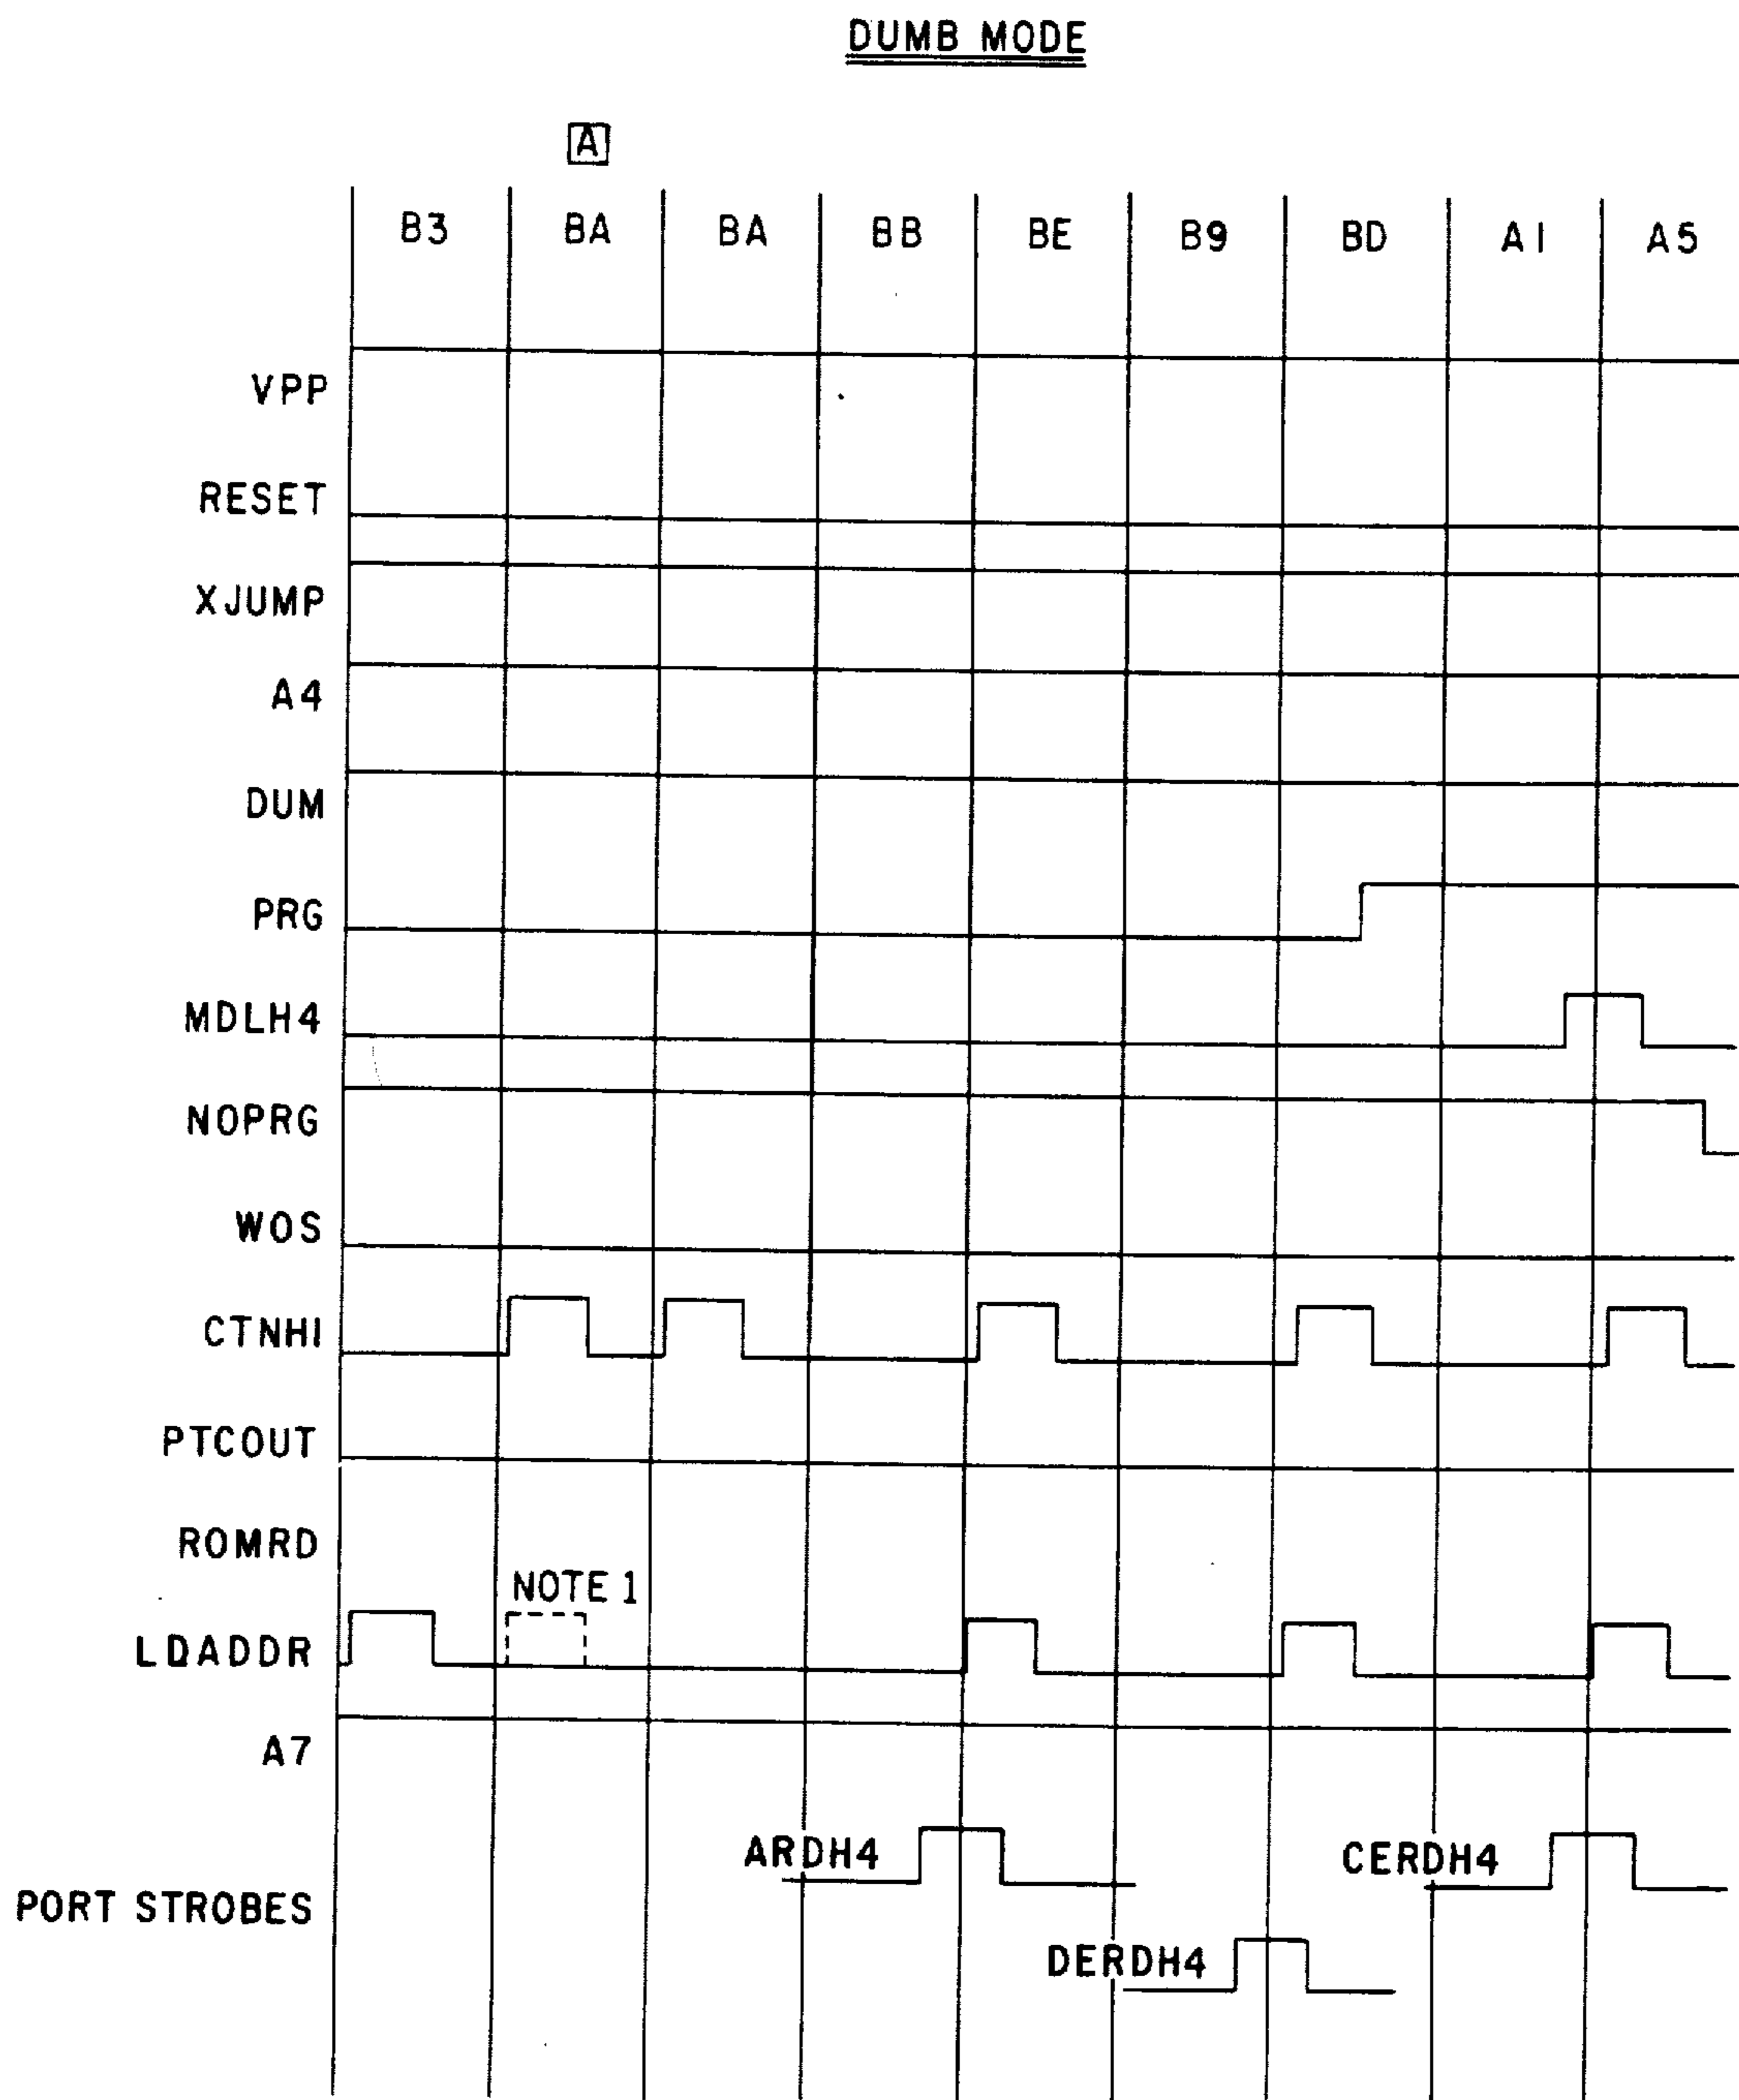 DUMB MODE
A
B3 BA BA BB BE B9 BD A1 A5
VPP
RESET
XJUMP
A4
DUM
PRG
MDLH4
NOPRG
WOS
CTNHI
PTCOUT
ROMRD
NOTE 1
LDADDR
A7
ARDH4 CERDH4
PORT STROBES
DERDH4